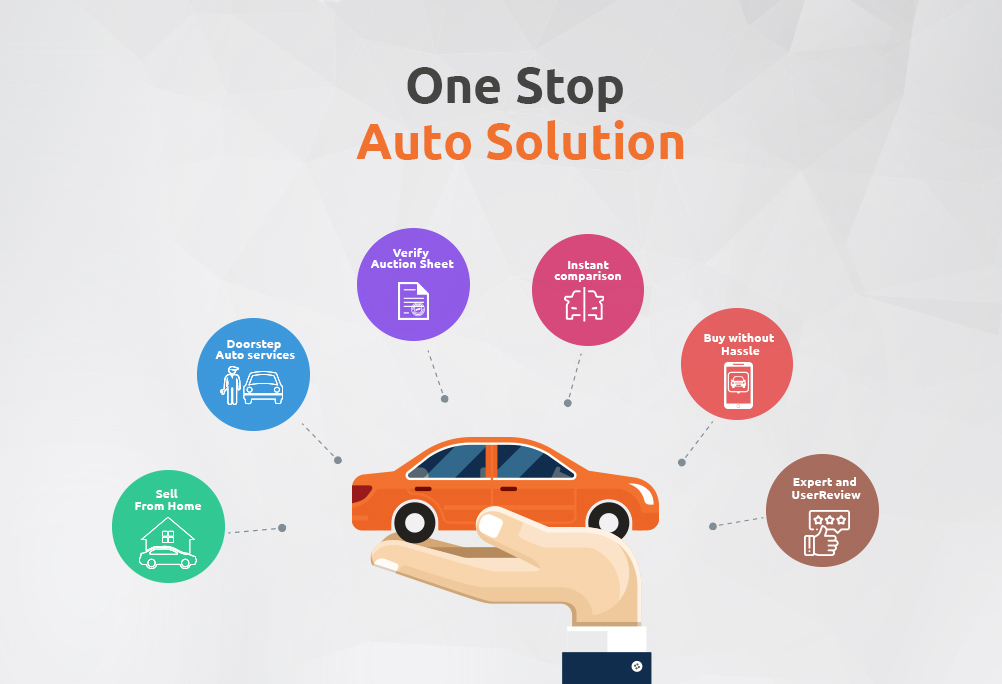 One Stop
Auto Solution
Verify
Auction Sheet
Instant
comparison
Doorstep
Auto services
Buy without
Hassle
Sell
From Home
Expert and
UserReview